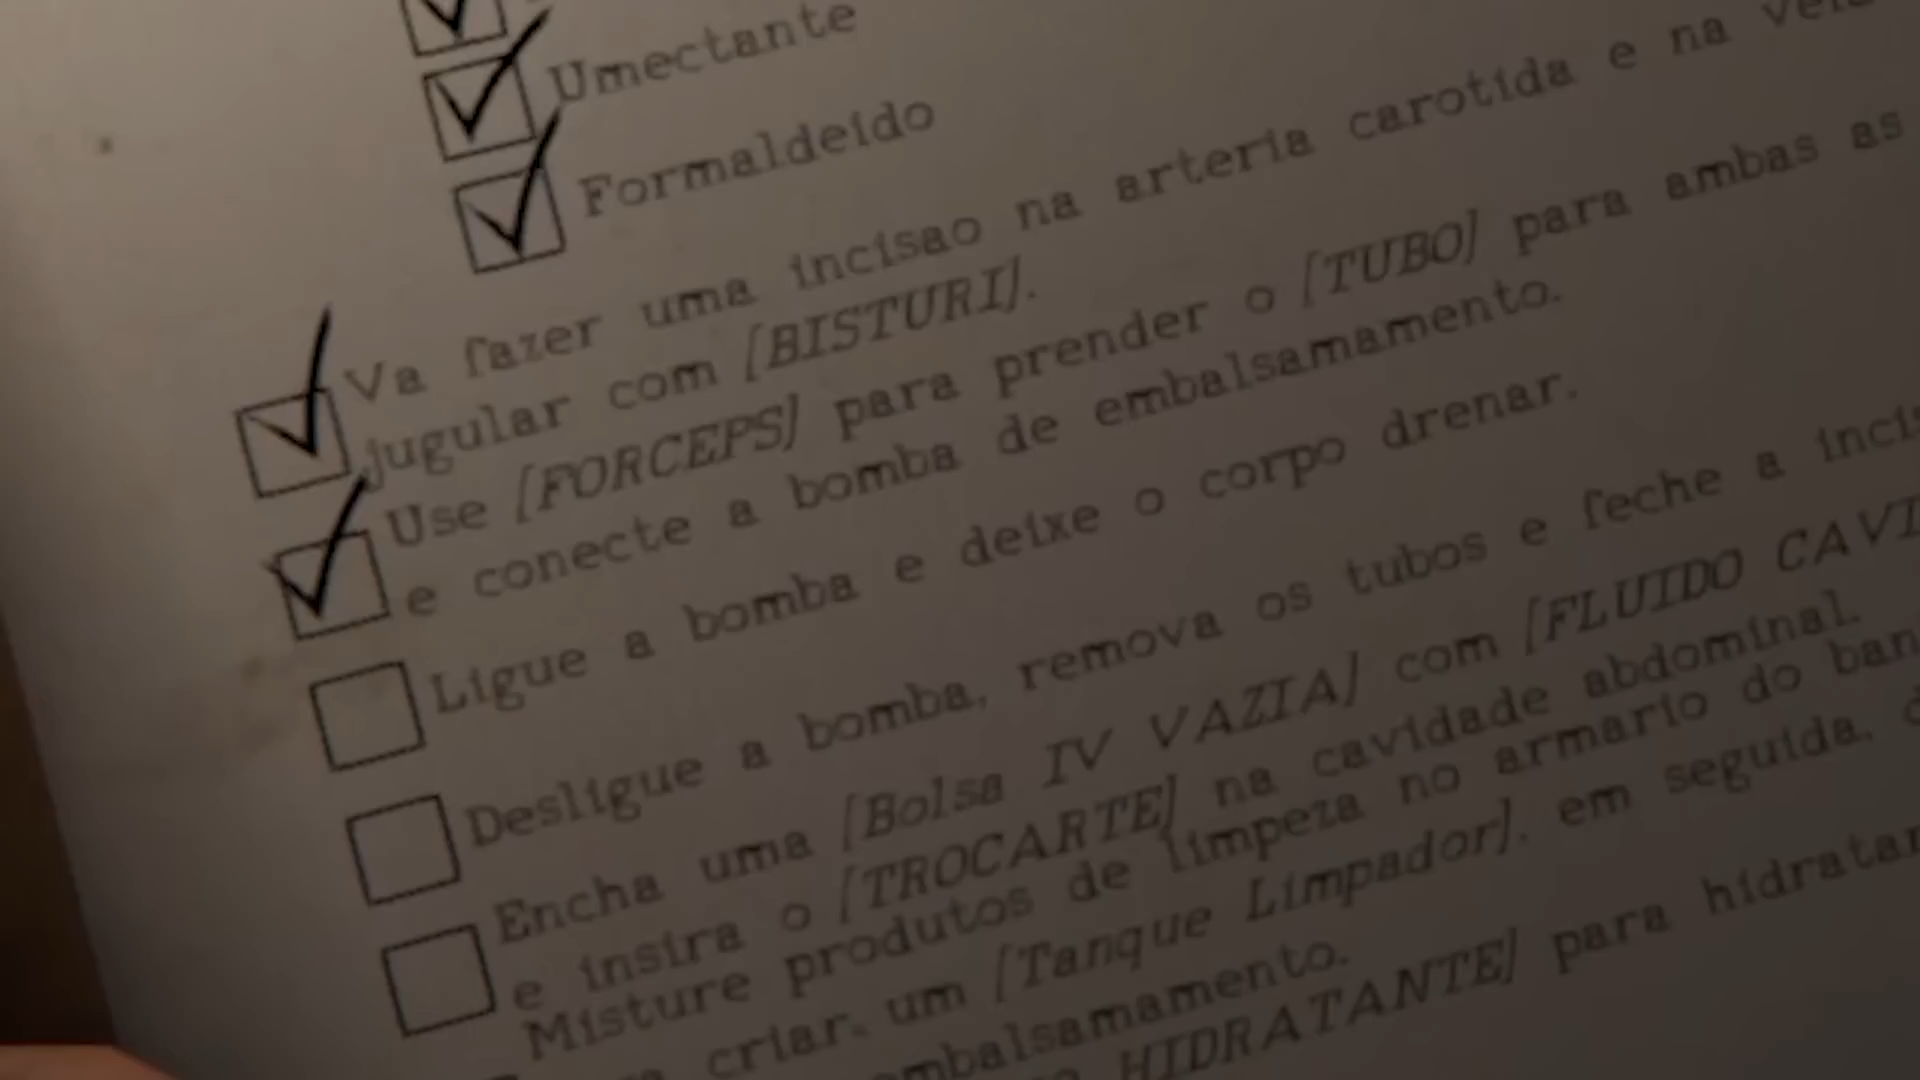 Umectante
Formaldeido
Va fazer uma incisao na arteria carotida e na
jugular com [BISTURI].
Use [FORCEPS] para prender o [TUBO] para ambas as
e conecte a bomba de embalsamamento.
Ligue a bomba e deixe o corpo drenar.
Desligue a bomba, remova os tubos e feche a
Encha uma [Bolsa IV VAZIA] com [FLUIDO
e insira o [TROCARTE] na cavidade abdominal.
Misture produtos de limpeza no armario do
criar. um [Tanque Limpador]. em seguida,
embalsamamento.
HIDRATANTE] para